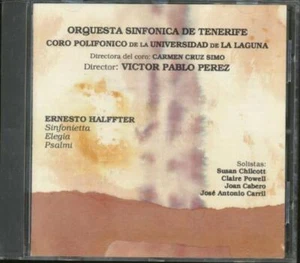 ORQUESTA SINFONICA DE TENERIFE
CORO POLIFONICO DE LA UNIVERSIDAD DE LA LAGUNA
Directora del coro: CARMEN CRUZ SIMO
Director: VICTOR PABLO PEREZ
ERNESTO HALFFTER
Sinfonietta
Elegia
Psalmi
Solistas:
Susan Chilcott
Claire Powell
Joan Cabero
José Antonio Carril